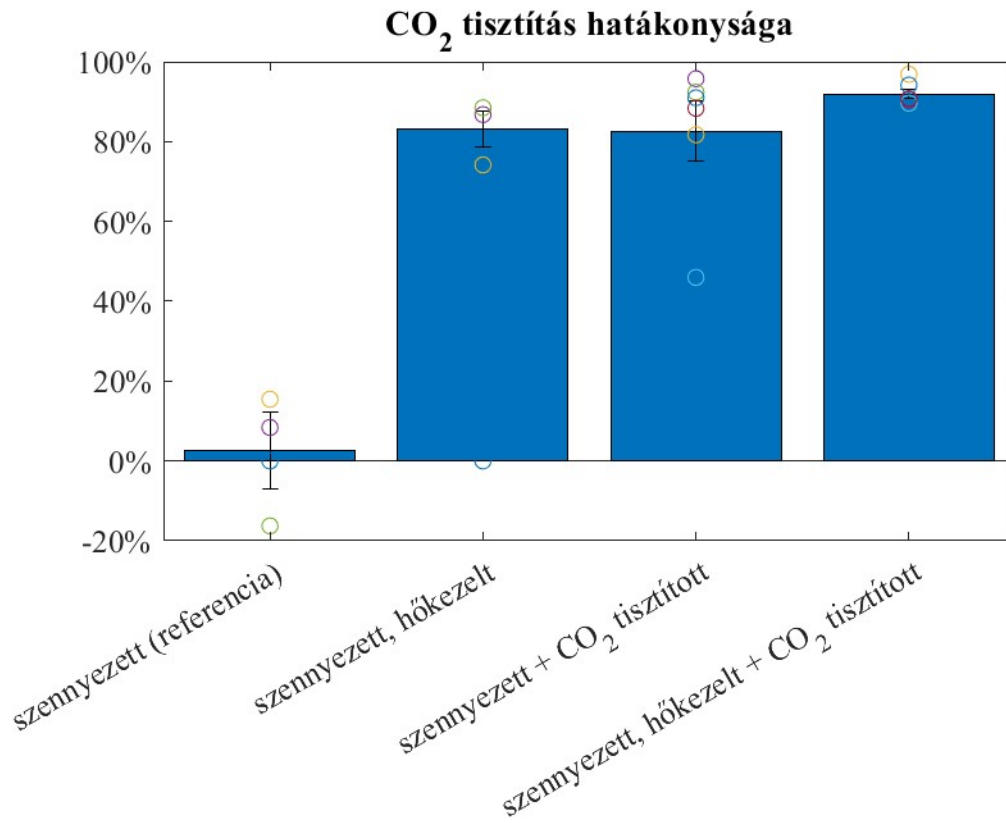 CO₂ tisztítás hatákonysága
100%
80%
60%
40%
20%
0%
-20%
szennyezett (referencia)
szennyezett, hőkezelt
szennyezett + CO₂ tisztított
szennyezett, hőkezelt + CO₂ tisztított